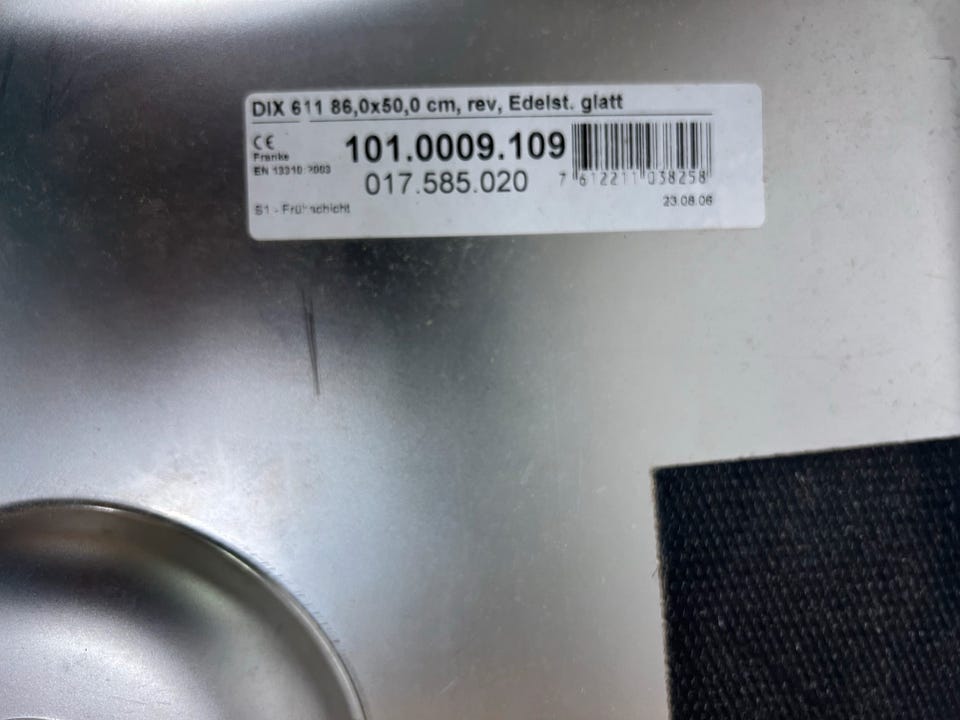 DIX 611 86,0x50,0 cm, rev, Edelst. glatt
CE
Franke
EN 13310:2003
101.0009.109
017.585.020
7 612211 038258
S1 - Frühschicht
23.08.06